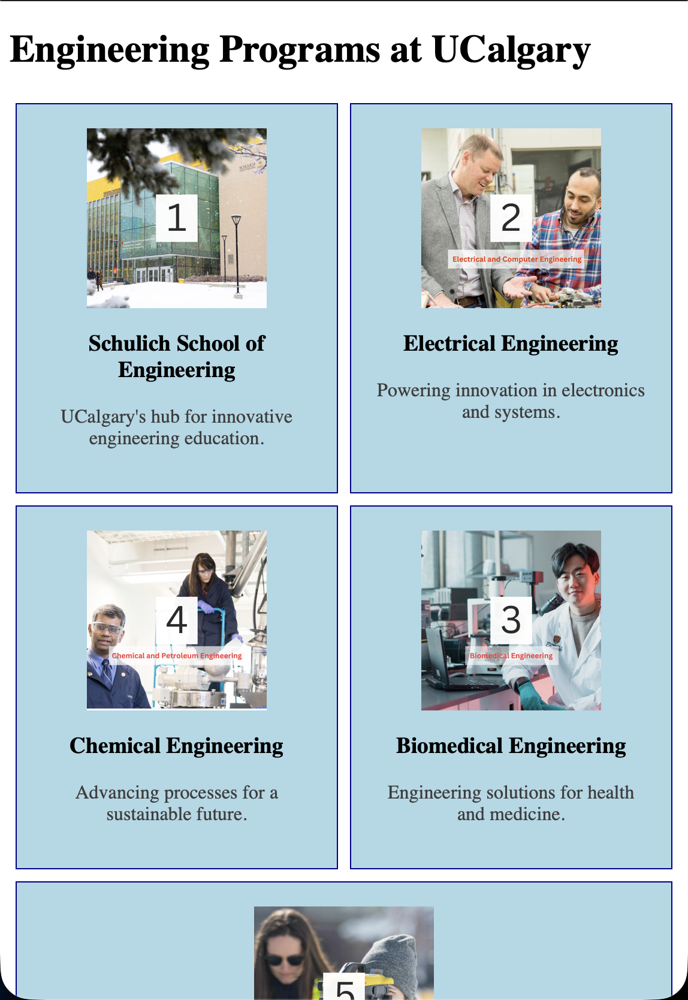 Engineering Programs at UCalgary
SCHULICH
1
Schulich School of
Engineering
UCalgary's hub for innovative
engineering education.
2
Electrical and Computer Engineering
Electrical Engineering
Powering innovation in electronics
and systems.
4
Chemical and Petroleum Engineering
Chemical Engineering
Advancing processes for a
sustainable future.
3
Biomedical Engineering
Biomedical Engineering
Engineering solutions for health
and medicine.
5